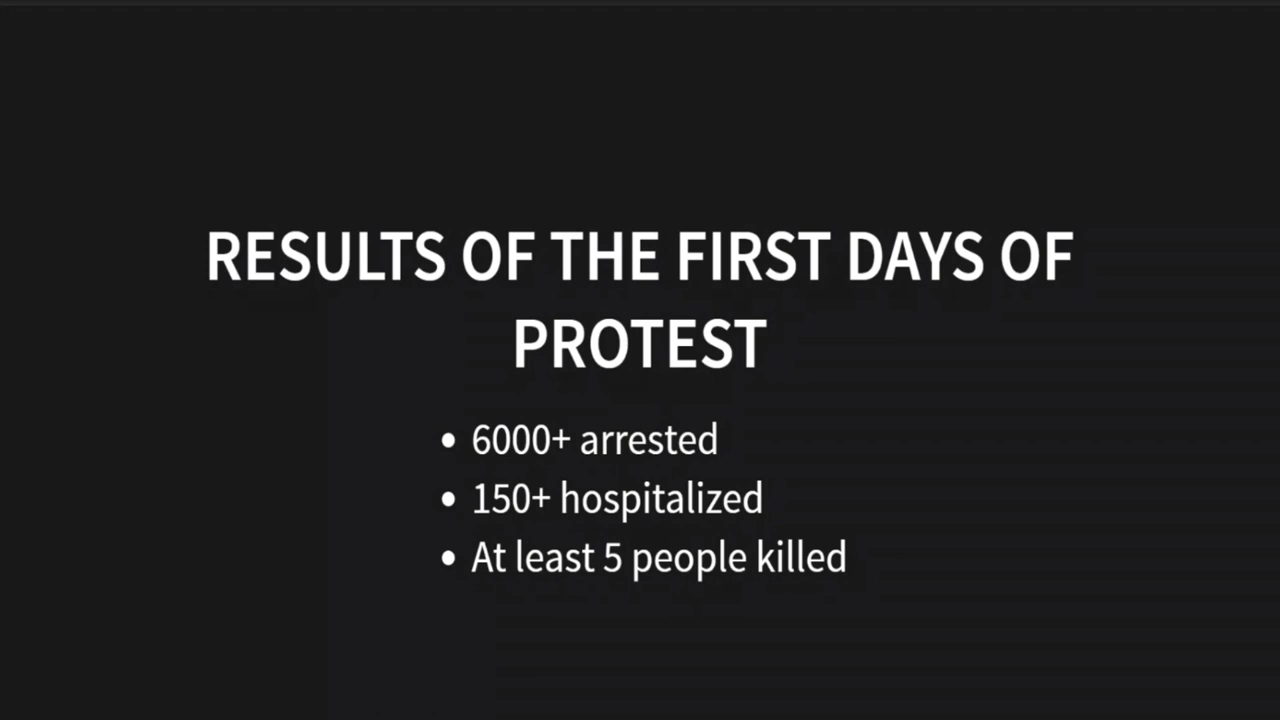 RESULTS OF THE FIRST DAYS OF
PROTEST
• 6000+ arrested
• 150+ hospitalized
• At least 5 people killed